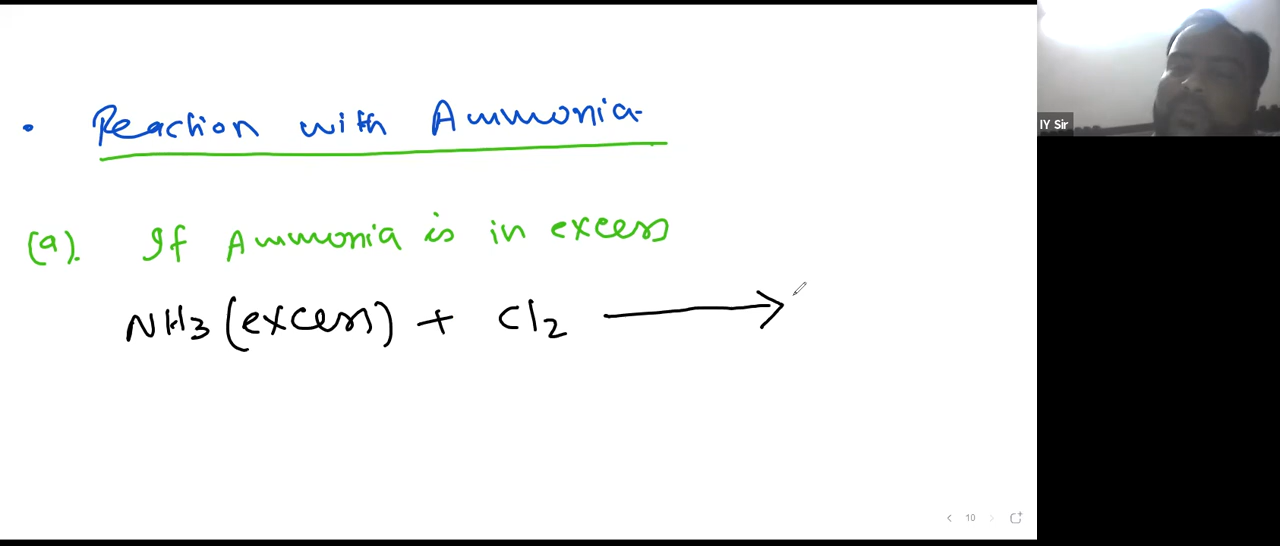 • Reaction with Ammonia
(a). If Ammonia is in excess
NH3 (excess) + Cl2 ⟶
IY Sir
10